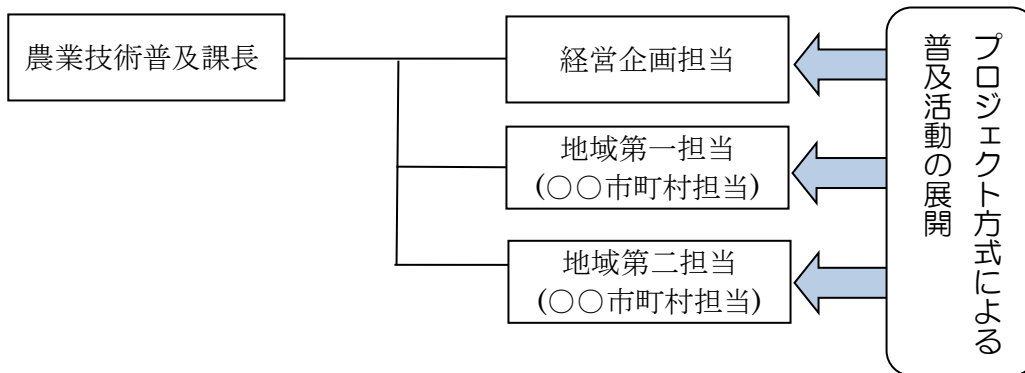 農業技術普及課長
経営企画担当
地域第一担当
(○○市町村担当)
地域第二担当
(○○市町村担当)
プロジェクト方式による
普及活動の展開